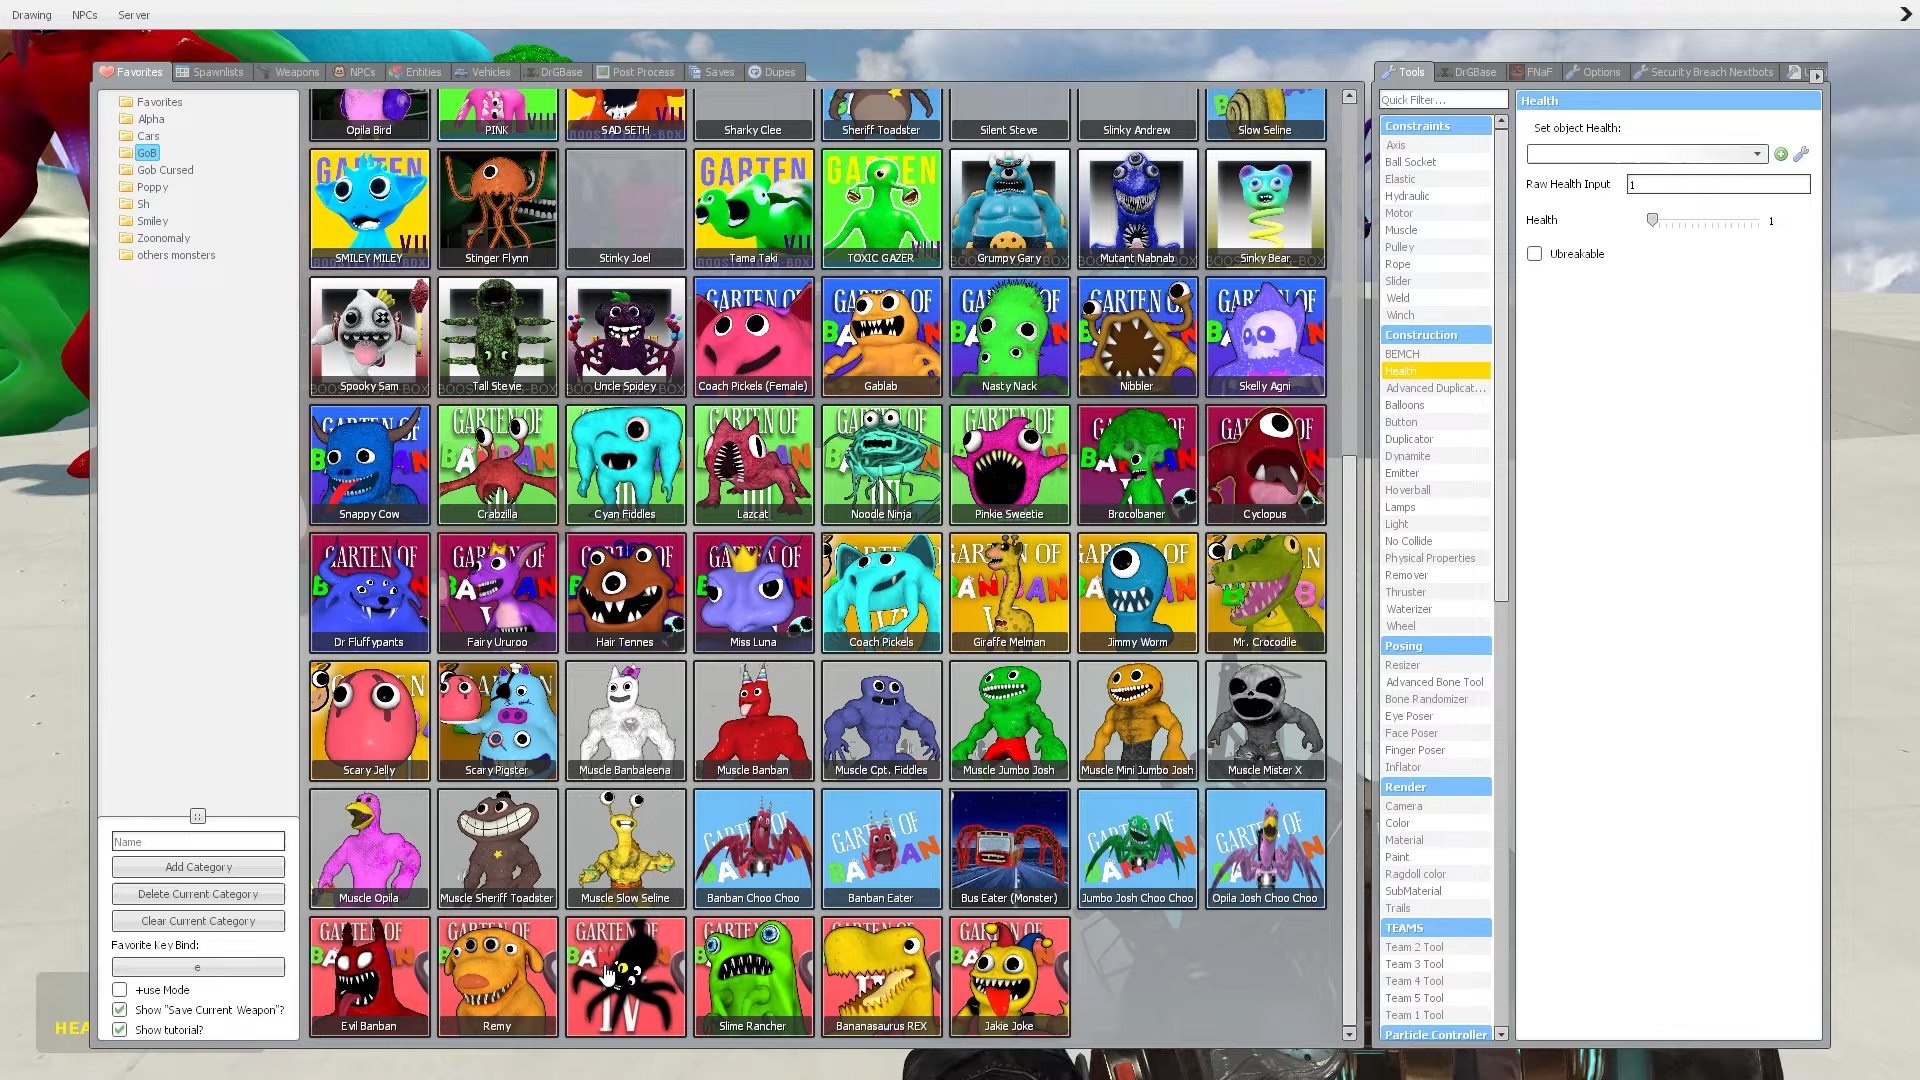 Drawing NPCs Server
Favorites Spawnlists Weapons NPCs Entities Vehicles DrGBase Post Process Saves Dupes
Tools DrGBase FNaF Options Security Breach Nextbots
Favorites
Alpha
Cars
GoB
Gob Cursed
Poppy
Sh
Smiley
Zoonomaly
others monsters
Name
Add Category
Delete Current Category
Clear Current Category
Favorite Key Bind:
e
+use Mode
Show "Save Current Weapon"?
Show tutorial?
HEA
Opila Bird PINK SAD SETH Sharky Clee Sheriff Toadster Silent Steve Slinky Andrew Slow Seline
SMILEY MILEY Stinger Flynn Stinky Joel Tama Taki TOXIC GAZER Grumpy Gary Mutant Nabnab Sinky Bear
Spooky Sam Tall Stevie Uncle Spidey Coach Pickels (Female) Gablab Nasty Nack Nibbler Skelly Agni
Snappy Cow Crabzilla Cyan Fiddles Lazcat Noodle Ninja Pinkie Sweetie Brocolbaner Cyclopus
Dr Fluffypants Fairy Ururoo Hair Tennes Miss Luna Coach Pickels Giraffe Melman Jimmy Worm Mr. Crocodile
Scary Jelly Scary Pigster Muscle Banbaleena Muscle Banban Muscle Cpt. Fiddles Muscle Jumbo Josh Muscle Mini Jumbo Josh Muscle Mister X
Muscle Opila Muscle Sheriff Toadster Muscle Slow Seline Banban Choo Choo Banban Eater Bus Eater (Monster) Jumbo Josh Choo Choo Opila Josh Choo Choo
Evil Banban Remy IV Slime Rancher Bananasaurus REX Jakie Joke
Quick Filter...
Constraints
Axis
Ball Socket
Elastic
Hydraulic
Motor
Muscle
Pulley
Rope
Slider
Weld
Winch
Construction
BEMCH
Health
Advanced Duplicat...
Balloons
Button
Duplicator
Dynamite
Emitter
Hoverball
Lamps
Light
No Collide
Physical Properties
Remover
Thruster
Waterizer
Wheel
Posing
Resizer
Advanced Bone Tool
Bone Randomizer
Eye Poser
Face Poser
Finger Poser
Inflator
Render
Camera
Color
Material
Paint
Ragdoll color
SubMaterial
Trails
TEAMS
Team 2 Tool
Team 3 Tool
Team 4 Tool
Team 5 Tool
Team 1 Tool
Particle Controller
Health
Set object Health:
Raw Health Input 1
Health 1
Ubreakable